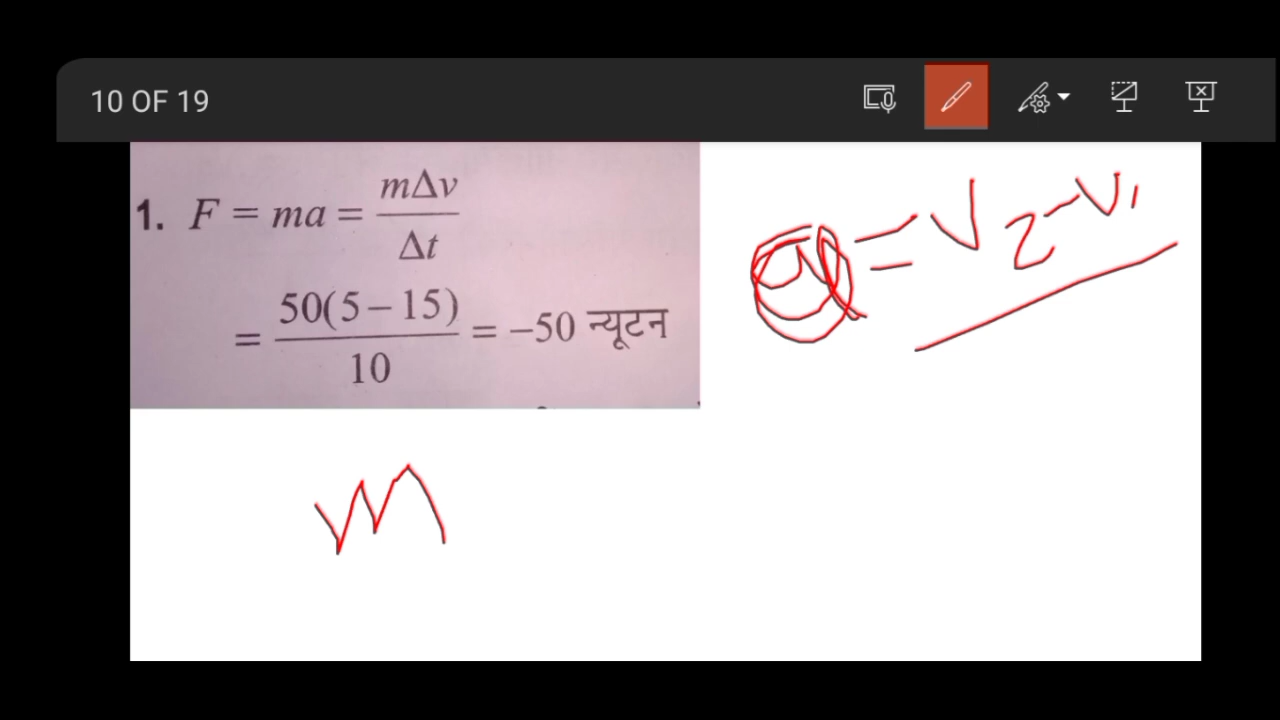 10 OF 19
1. F = ma = mΔv / Δt
= 50(5 – 15) / 10 = –50 न्यूटन
a = V2 - V1
m